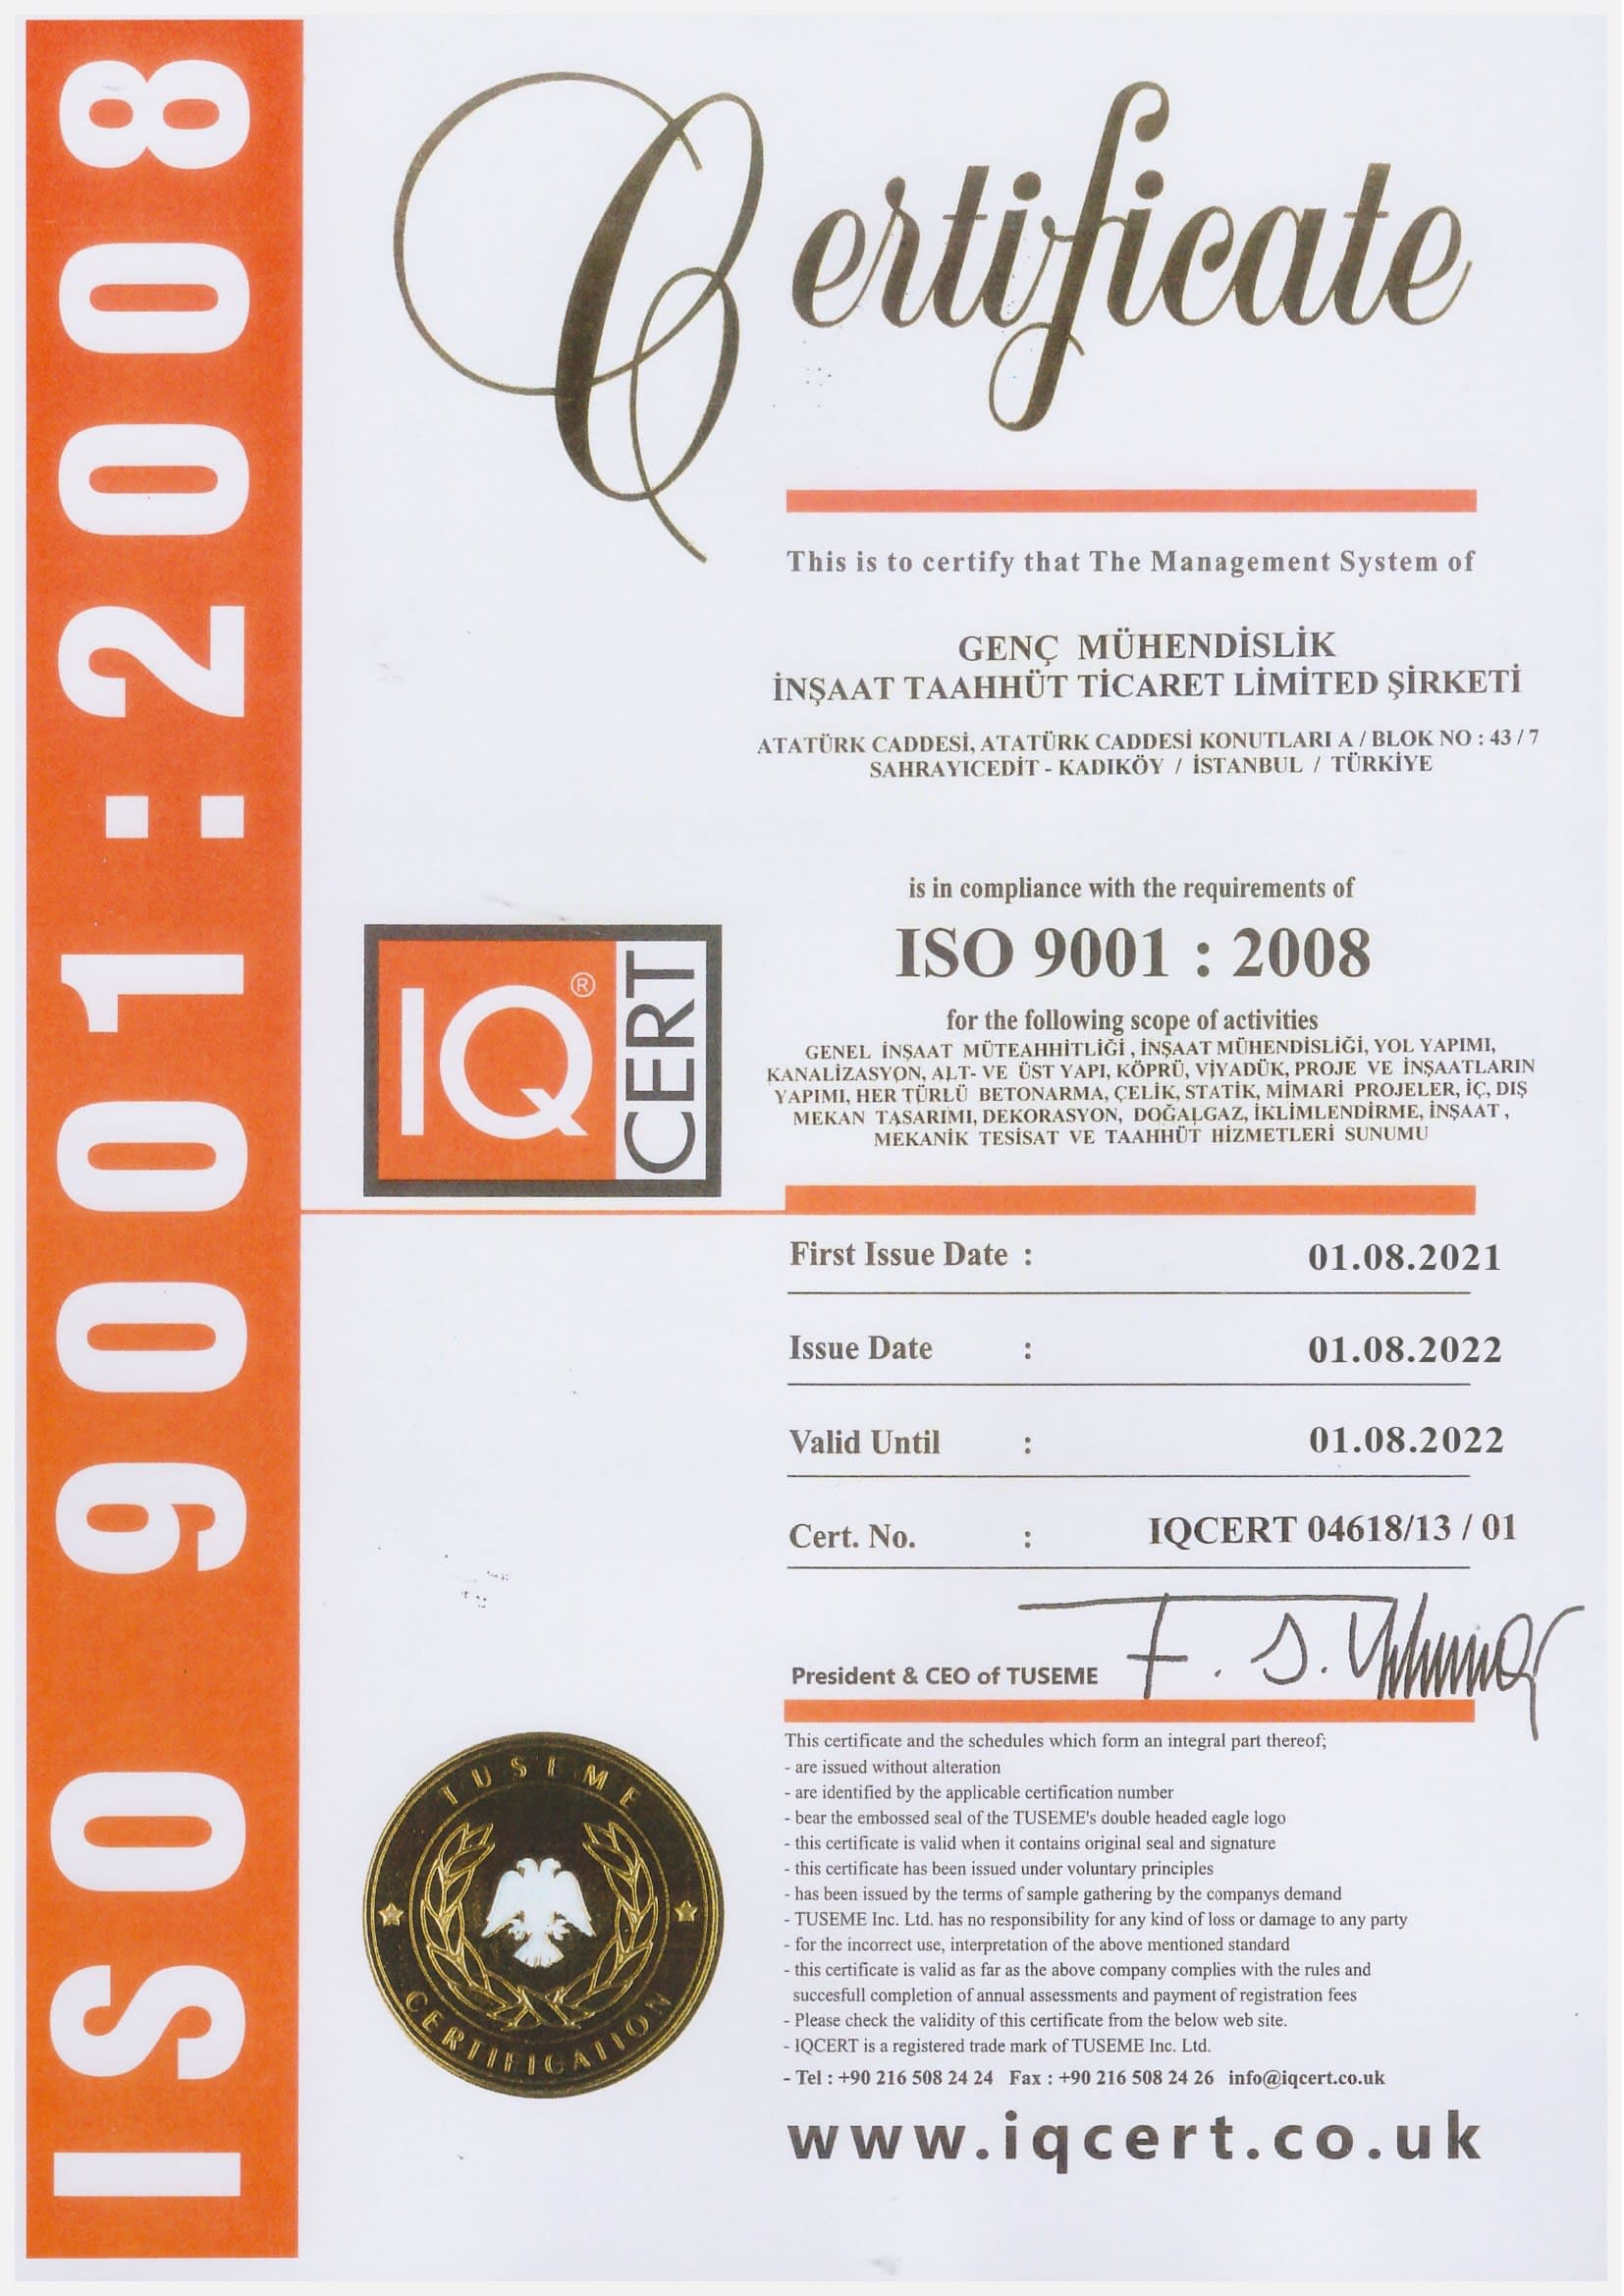 ISO 9001:2008
Certificate
This is to certify that The Management System of
GENÇ MÜHENDİSLİK
İNŞAAT TAAHHÜT TİCARET LİMİTED ŞİRKETİ
ATATÜRK CADDESİ, ATATÜRK CADDESİ KONUTLARI A / BLOK NO : 43 / 7
SAHRAYICEDİT - KADIKÖY / İSTANBUL / TÜRKİYE
is in compliance with the requirements of
ISO 9001 : 2008
IQ®
CERT
for the following scope of activities
GENEL İNŞAAT MÜTEAHHİTLİĞİ , İNŞAAT MÜHENDİSLİĞİ, YOL YAPIMI,
KANALİZASYON, ALT- VE ÜST YAPI, KÖPRÜ, VİYADÜK, PROJE VE İNŞAATLARIN
YAPIMI, HER TÜRLÜ BETONARMA, ÇELİK, STATİK, MİMARİ PROJELER, İÇ, DIŞ
MEKAN TASARIMI, DEKORASYON, DOĞALGAZ, İKLİMLENDİRME, İNŞAAT ,
MEKANİK TESİSAT VE TAAHHÜT HİZMETLERİ SUNUMU
First Issue Date : 01.08.2021
Issue Date : 01.08.2022
Valid Until : 01.08.2022
Cert. No. : IQCERT 04618/13 / 01
President & CEO of TUSEME
TUSEME
CERTIFICATION
This certificate and the schedules which form an integral part thereof;
- are issued without alteration
- are identified by the applicable certification number
- bear the embossed seal of the TUSEME's double headed eagle logo
- this certificate is valid when it contains original seal and signature
- this certificate has been issued under voluntary principles
- has been issued by the terms of sample gathering by the companys demand
- TUSEME Inc. Ltd. has no responsibility for any kind of loss or damage to any party
- for the incorrect use, interpretation of the above mentioned standard
- this certificate is valid as far as the above company complies with the rules and
succesfull completion of annual assessments and payment of registration fees
- Please check the validity of this certificate from the below web site.
- IQCERT is a registered trade mark of TUSEME Inc. Ltd.
- Tel : +90 216 508 24 24 Fax : +90 216 508 24 26 info@iqcert.co.uk
www.iqcert.co.uk